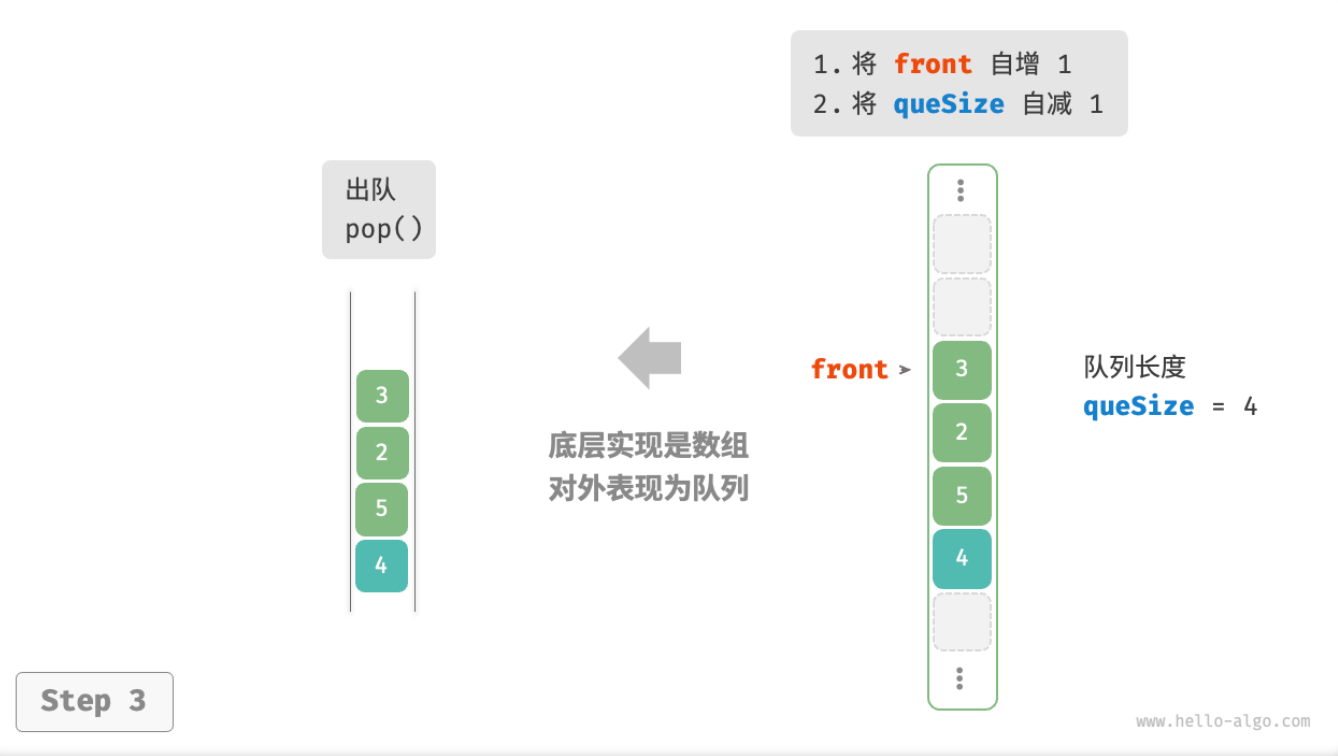 1. 将 front 自增 1
2. 将 queSize 自减 1
出队
pop()
3
2
5
4
底层实现是数组
对外表现为队列
front
3
2
5
4
队列长度
queSize = 4
Step 3
www.hello-algo.com